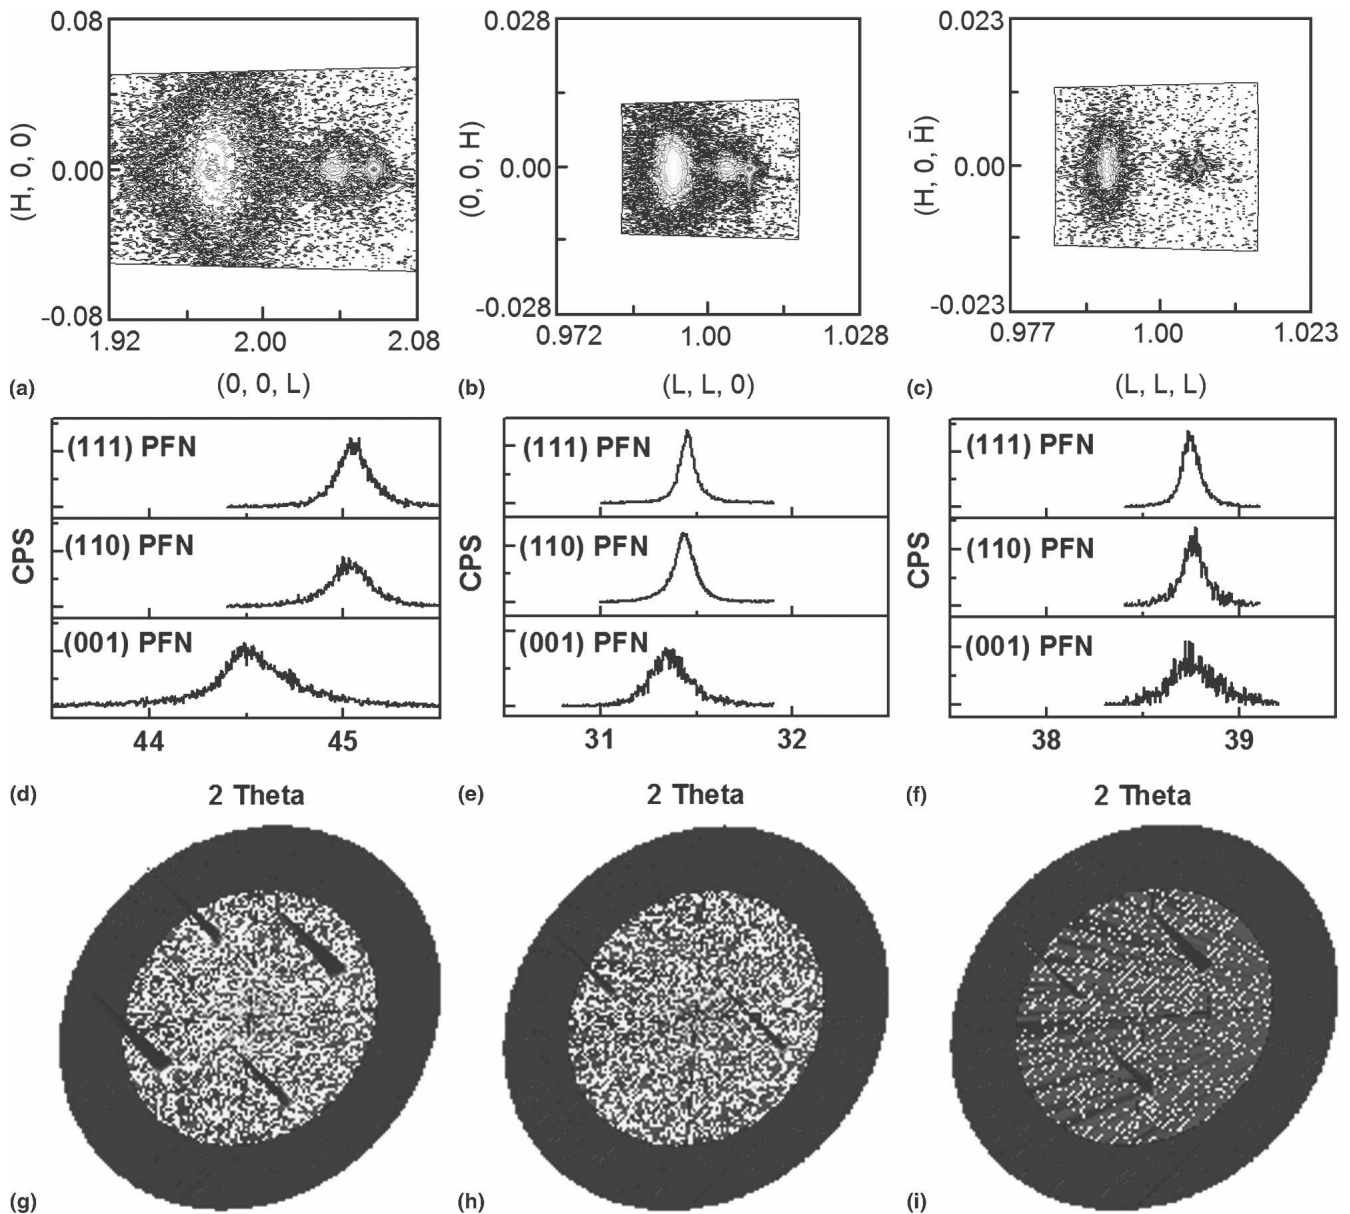 0.08
(H, 0, 0)
0.00
-0.08
1.92 2.00 2.08
(a) (0, 0, L)
0.028
(0, 0, H)
0.00
-0.028
0.972 1.00 1.028
(b) (L, L, 0)
0.023
(H, 0, H̄)
0.00
-0.023
0.977 1.00 1.023
(c) (L, L, L)
CPS
(111) PFN
(110) PFN
(001) PFN
44 45
(d) 2 Theta
CPS
(111) PFN
(110) PFN
(001) PFN
31 32
(e) 2 Theta
CPS
(111) PFN
(110) PFN
(001) PFN
38 39
(f) 2 Theta
(g)
(h)
(i)